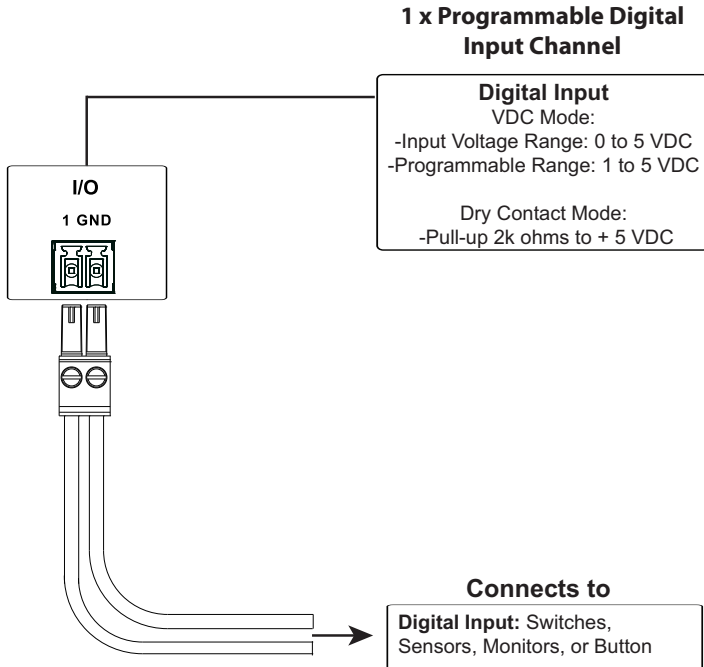 1 x Programmable Digital
Input Channel
Digital Input
VDC Mode:
-Input Voltage Range: 0 to 5 VDC
-Programmable Range: 1 to 5 VDC
Dry Contact Mode:
-Pull-up 2k ohms to + 5 VDC
I/O
1 GND
Connects to
Digital Input: Switches,
Sensors, Monitors, or Button